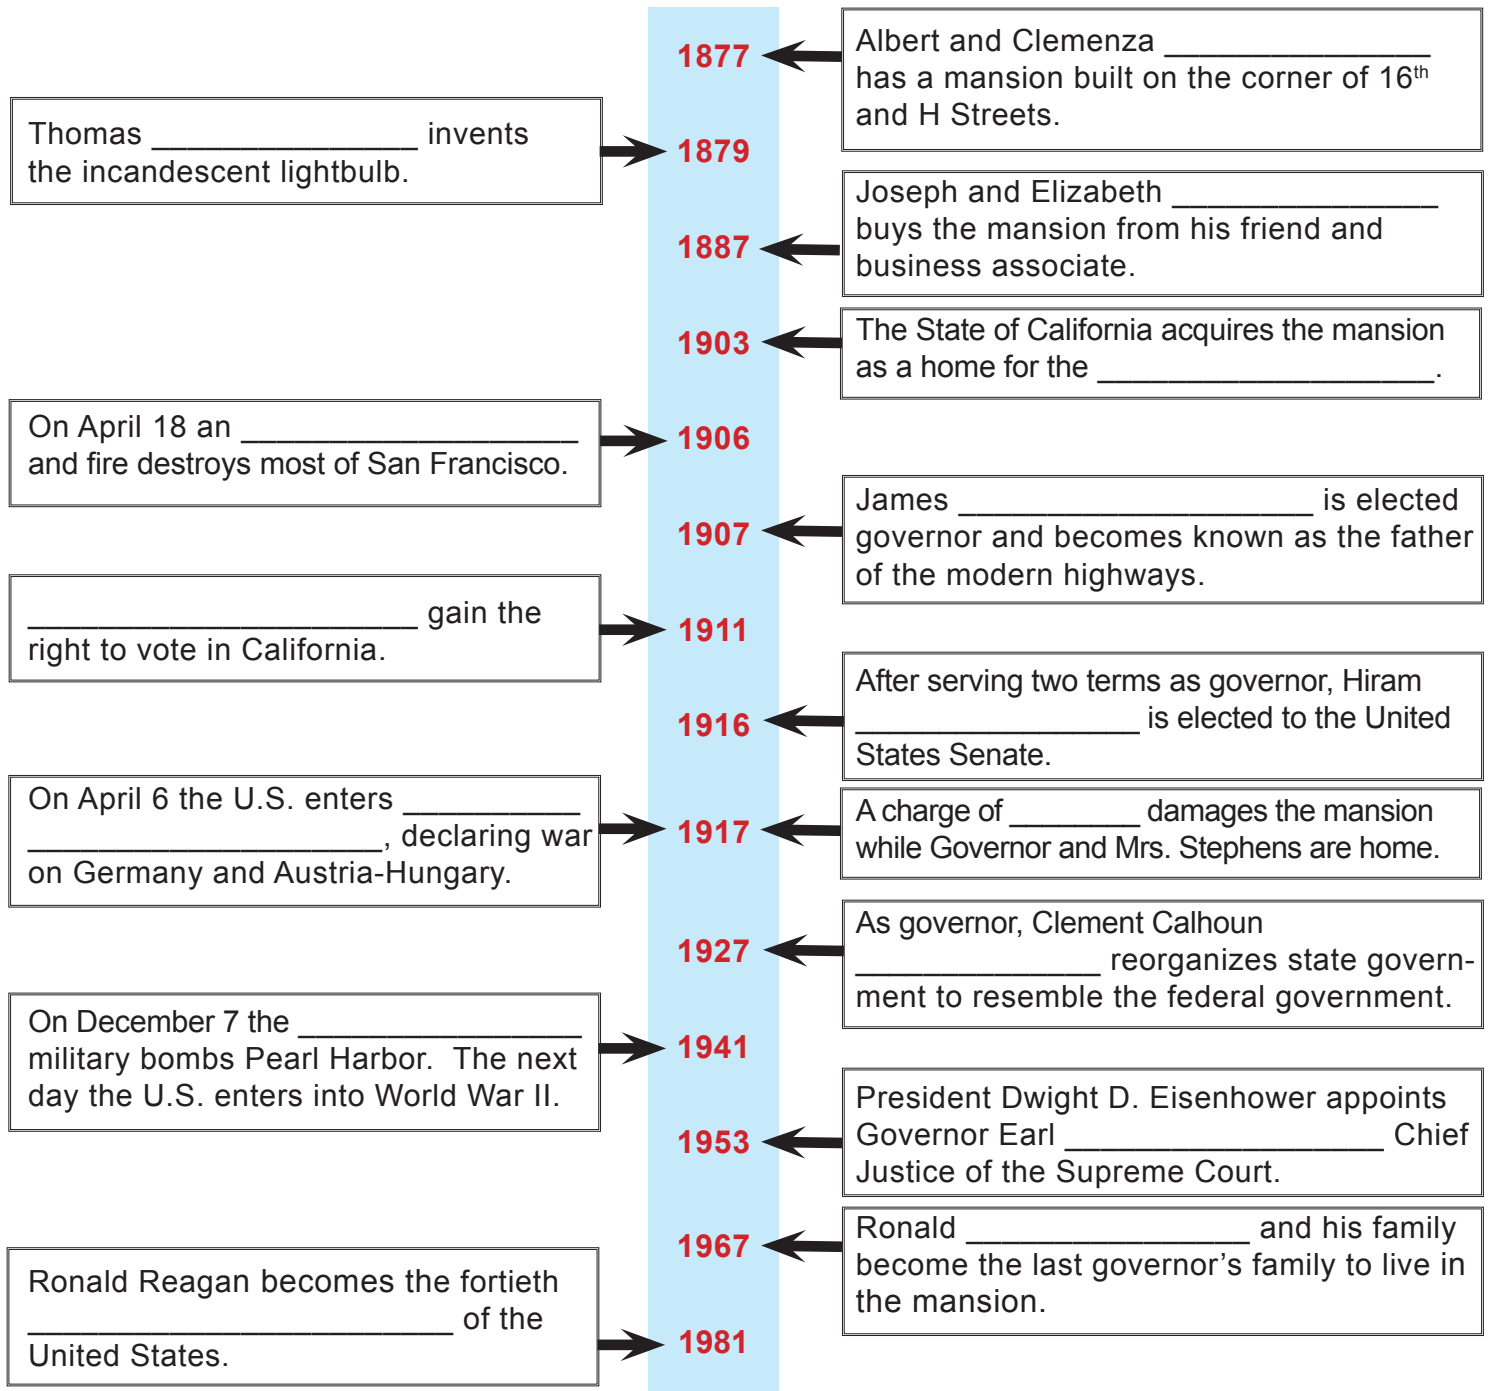 1877
Albert and Clemenza _______________
has a mansion built on the corner of 16th
and H Streets.
Thomas _______________ invents
the incandescent lightbulb.
1879
1887
Joseph and Elizabeth _______________
buys the mansion from his friend and
business associate.
1903
The State of California acquires the mansion
as a home for the ___________________.
On April 18 an ___________________
and fire destroys most of San Francisco.
1906
1907
James ____________________ is elected
governor and becomes known as the father
of the modern highways.
______________________ gain the
right to vote in California.
1911
1916
After serving two terms as governor, Hiram
________________ is elected to the United
States Senate.
On April 6 the U.S. enters __________
____________________, declaring war
on Germany and Austria-Hungary.
1917
A charge of ________ damages the mansion
while Governor and Mrs. Stephens are home.
1927
As governor, Clement Calhoun
______________ reorganizes state govern-
ment to resemble the federal government.
On December 7 the ________________
military bombs Pearl Harbor. The next
day the U.S. enters into World War II.
1941
1953
President Dwight D. Eisenhower appoints
Governor Earl __________________ Chief
Justice of the Supreme Court.
1967
Ronald ________________ and his family
become the last governor’s family to live in
the mansion.
Ronald Reagan becomes the fortieth
________________________ of the
United States.
1981